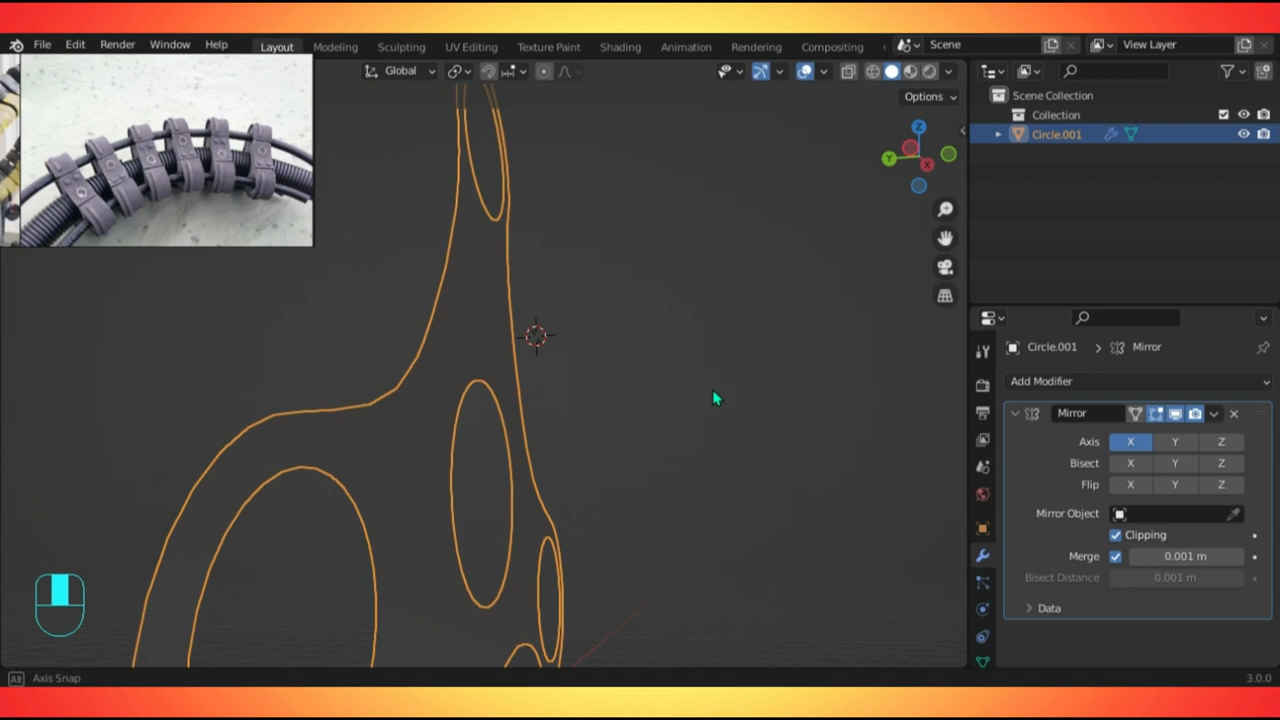 File Edit Render Window Help Layout Modeling Sculpting UV Editing Texture Paint Shading Animation Rendering Compositing Scene View Layer
Global
Options
Scene Collection
Collection
Circle.001
Z
Y
X
Circle.001 > Mirror
Add Modifier
Mirror
Axis X Y Z
Bisect X Y Z
Flip X Y Z
Mirror Object
Clipping
Merge 0.001 m
Bisect Distance 0.001 m
> Data
Alt Axis Snap 3.0.0